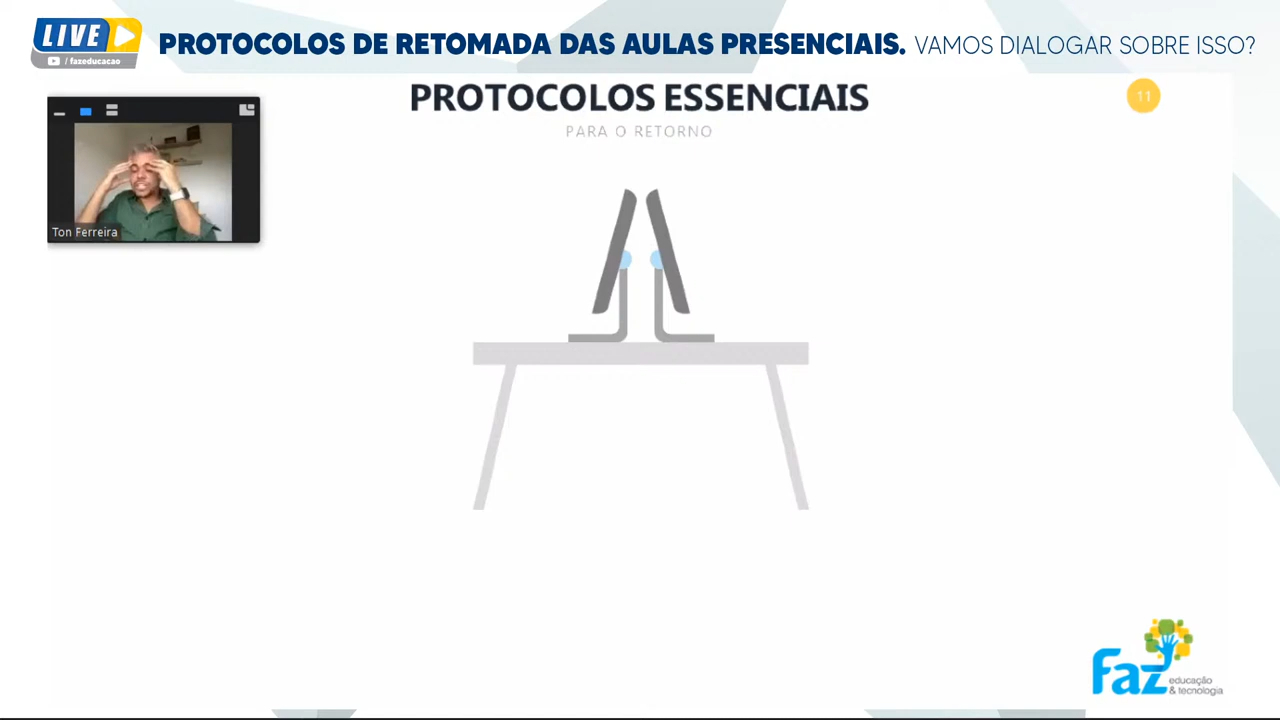 LIVE
/ fazeducacao
PROTOCOLOS DE RETOMADA DAS AULAS PRESENCIAIS. VAMOS DIALOGAR SOBRE ISSO?
PROTOCOLOS ESSENCIAIS
11
PARA O RETORNO
Ton Ferreira
Faz
educação
& tecnologia